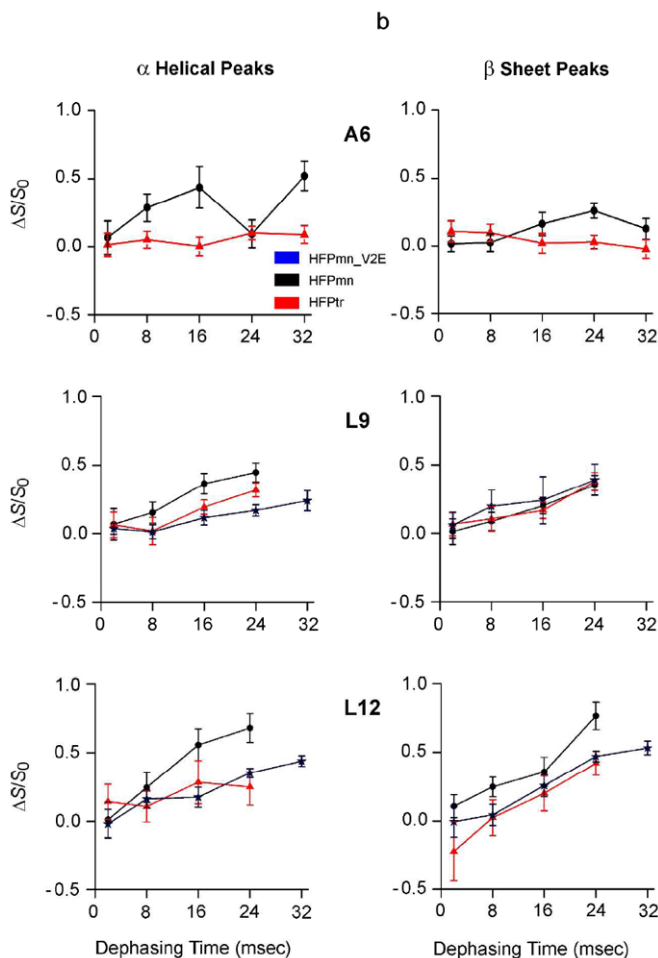 b
α Helical Peaks
β Sheet Peaks
A6
ΔS/S0
1.0
0.5
0.0
-0.5
0 8 16 24 32
HFPmn_V2E
HFPmn
HFPtr
1.0
0.5
0.0
-0.5
0 8 16 24 32
L9
ΔS/S0
1.0
0.5
0.0
-0.5
0 8 16 24 32
1.0
0.5
0.0
-0.5
0 8 16 24 32
L12
ΔS/S0
1.0
0.5
0.0
-0.5
0 8 16 24 32
Dephasing Time (msec)
1.0
0.5
0.0
-0.5
0 8 16 24 32
Dephasing Time (msec)